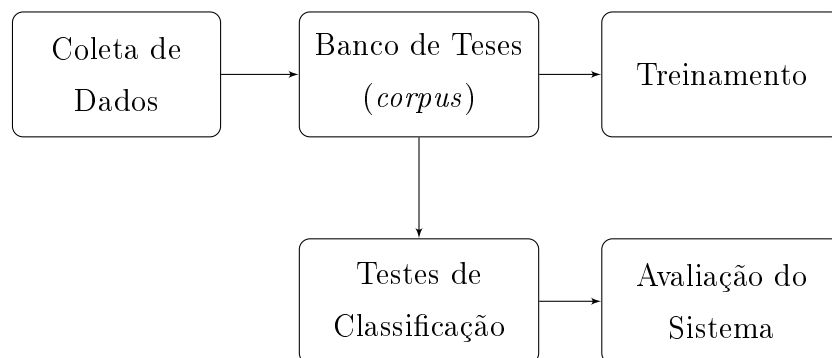 Coleta de
Dados
Banco de Teses
(corpus)
Treinamento
Testes de
Classificação
Avaliação do
Sistema